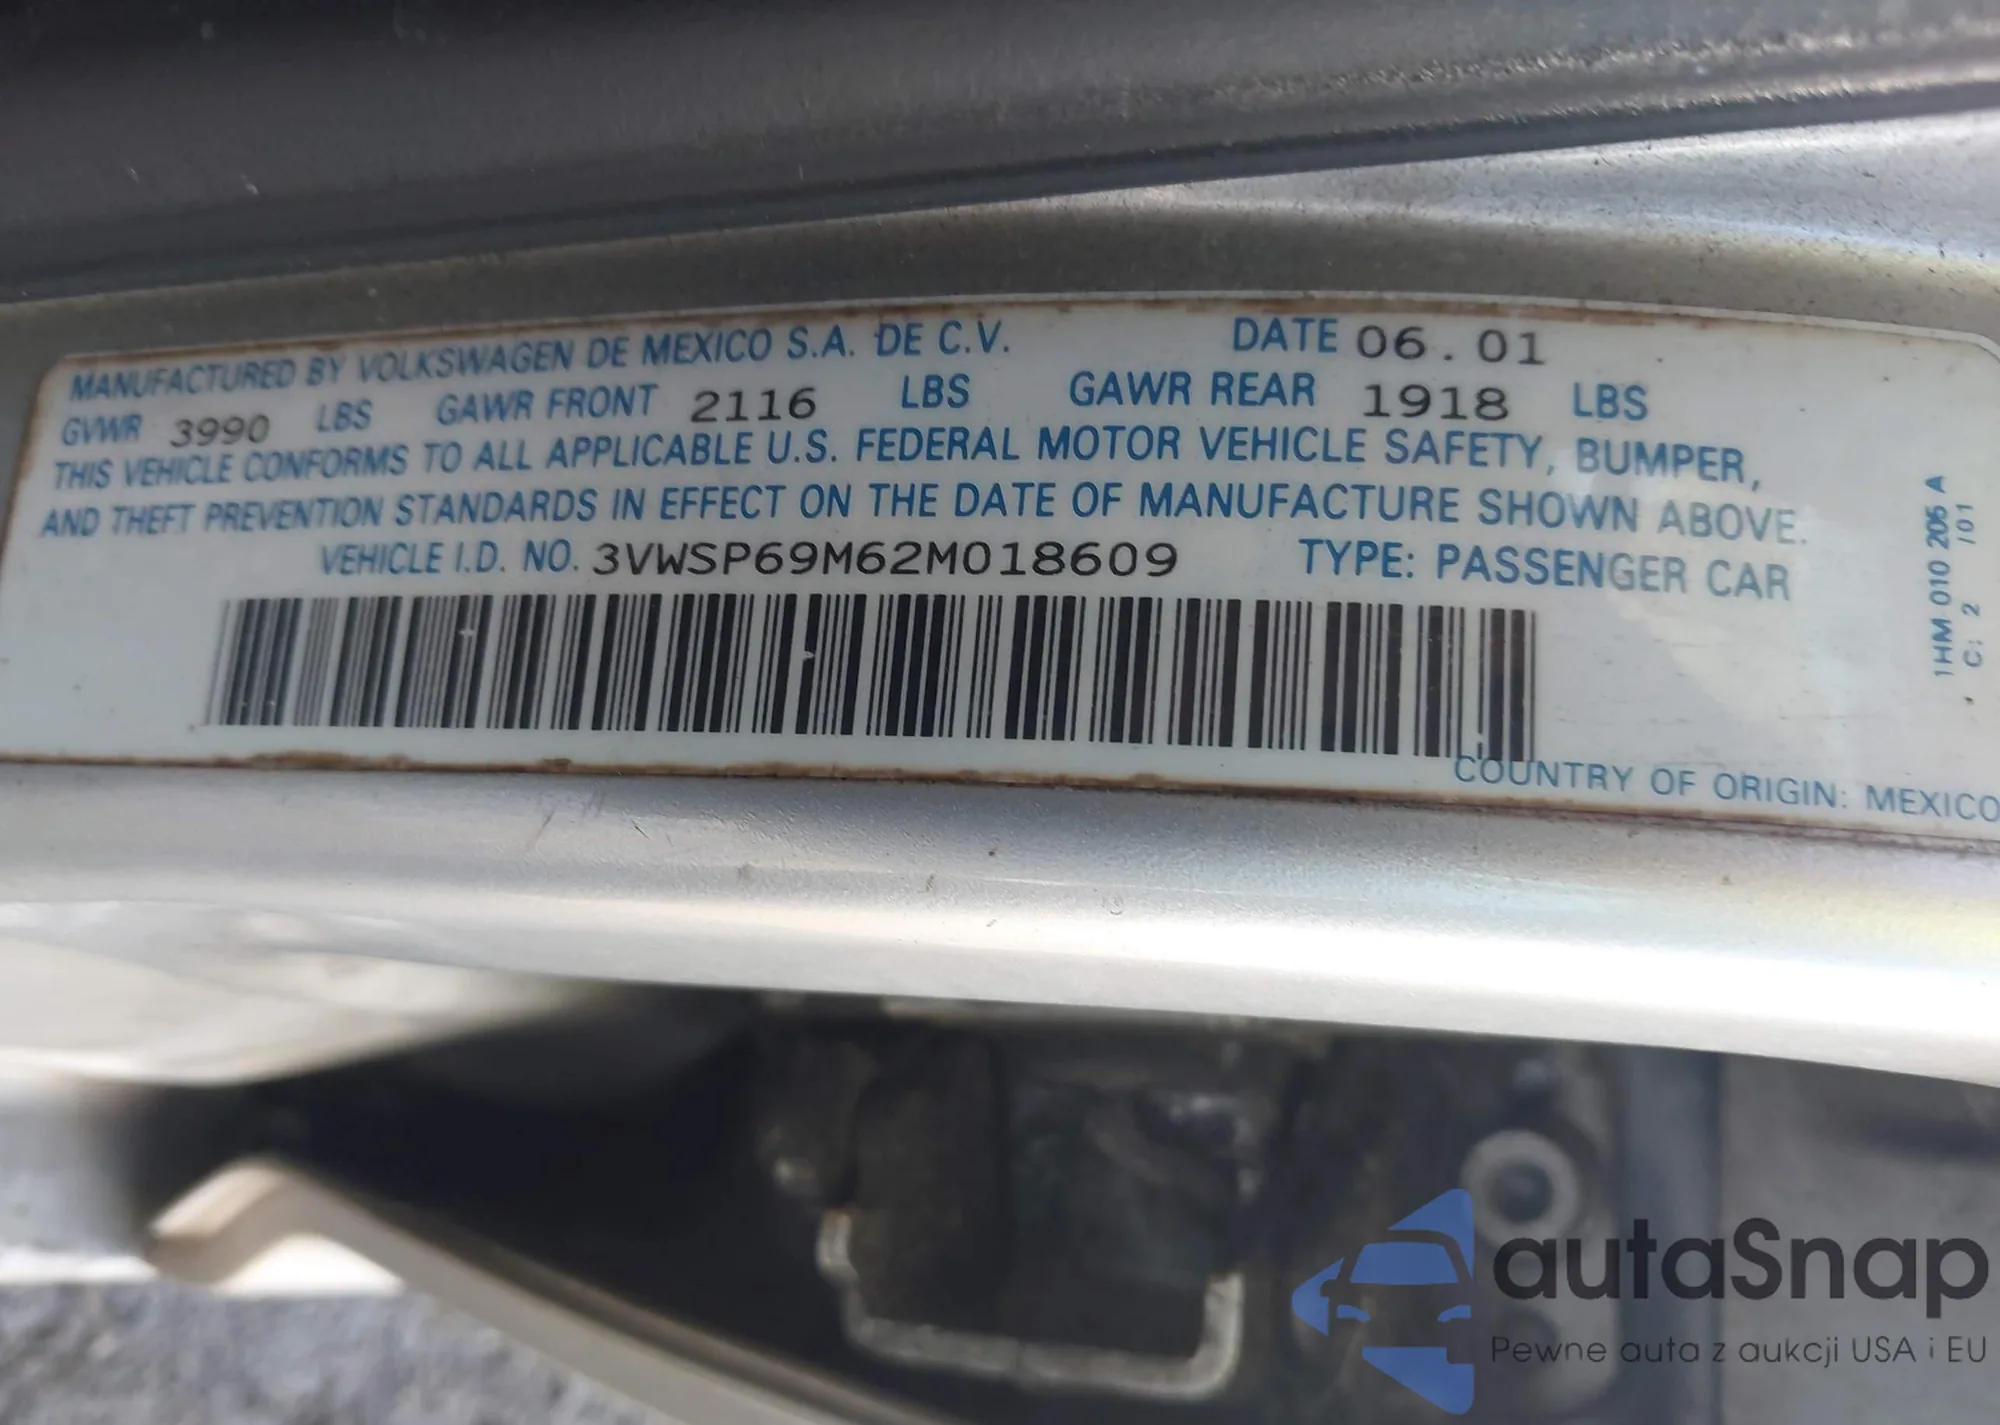 MANUFACTURED BY VOLKSWAGEN DE MEXICO S.A. DE C.V. DATE 06.01
GVWR 3990 LBS GAWR FRONT 2116 LBS GAWR REAR 1918 LBS
THIS VEHICLE CONFORMS TO ALL APPLICABLE U.S. FEDERAL MOTOR VEHICLE SAFETY, BUMPER,
AND THEFT PREVENTION STANDARDS IN EFFECT ON THE DATE OF MANUFACTURE SHOWN ABOVE.
VEHICLE I.D. NO. 3VWSP69M62M018609 TYPE: PASSENGER CAR
COUNTRY OF ORIGIN: MEXICO
1HM 010 205 A
C: 2 101
autaSnap
Pewne auta z aukcji USA i EU